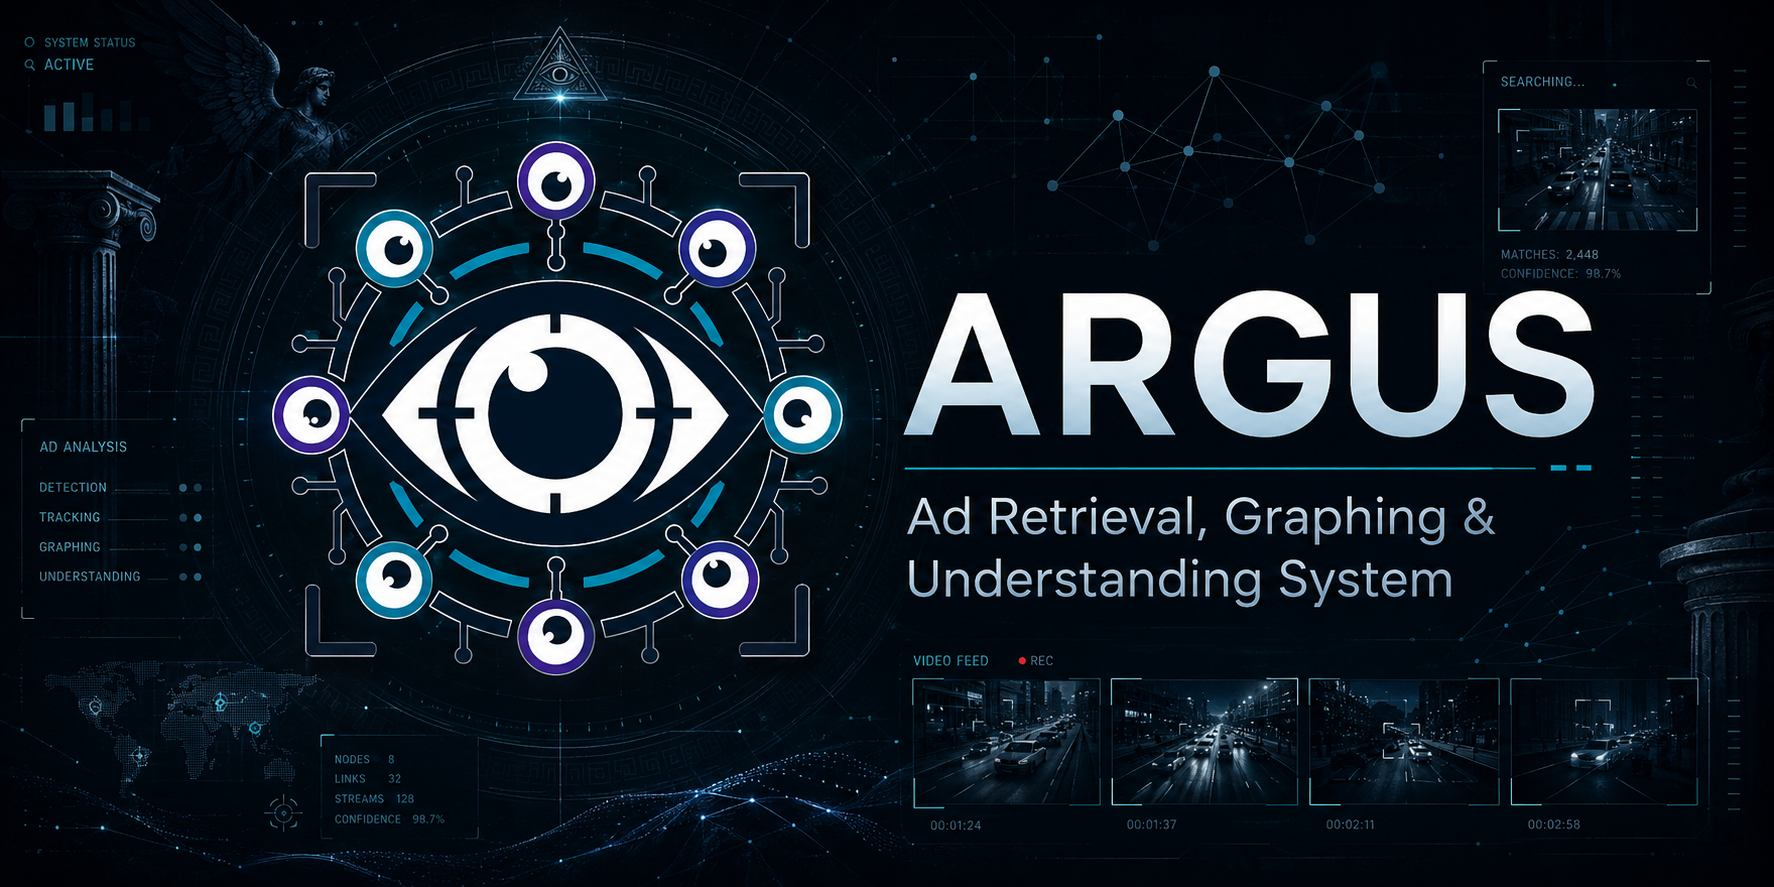 SYSTEM STATUS
ACTIVE
SEARCHING...
MATCHES: 2,448
CONFIDENCE: 98.7%
ARGUS
Ad Retrieval, Graphing &
Understanding System
AD ANALYSIS
DETECTION
TRACKING
GRAPHING
UNDERSTANDING
VIDEO FEED REC
00:01:24 00:01:37 00:02:11 00:02:58
NODES 8
LINKS 32
STREAMS 128
CONFIDENCE 98.7%